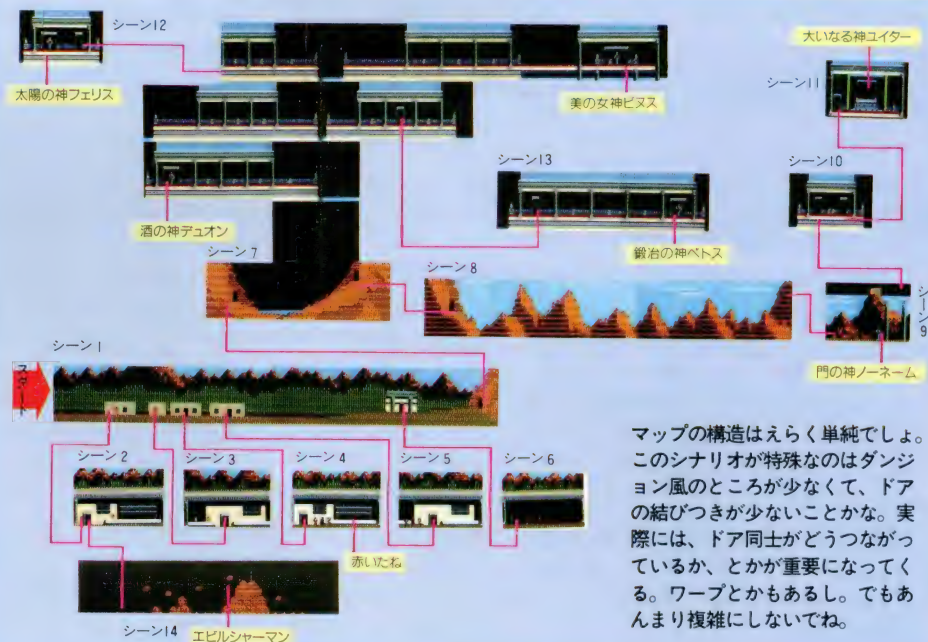 シーン12
太陽の神フェリス
美の女神ビヌス
大いなる神ユイター
シーン11
シーン13
シーン10
酒の神デュオン
鍛冶の神ベトス
シーン7
シーン8
シーン9
門の神ノーネーム
シーン1
スタート
シーン2
シーン3
シーン4
シーン5
シーン6
赤いたね
シーン14
エビルシャーマン
マップの構造はえらく単純でしょ。
このシナリオが特殊なのはダンジ
ョン風のところが少なくて、ドア
の結びつきが少ないことかな。実
際には、ドア同士がどうつながっ
ているか、とかが重要になってく
る。ワープとかもあるし。でもあ
んまり複雑にしないでね。